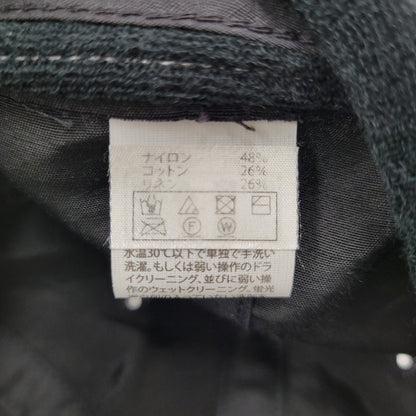 ナイロン 48%
コットン 26%
リネン 26%
F W
水温30℃以下で単独で手洗い
洗濯。もしくは弱い操作のドラ
イクリーニング、並びに弱い操作
のウェットクリーニング。蛍光